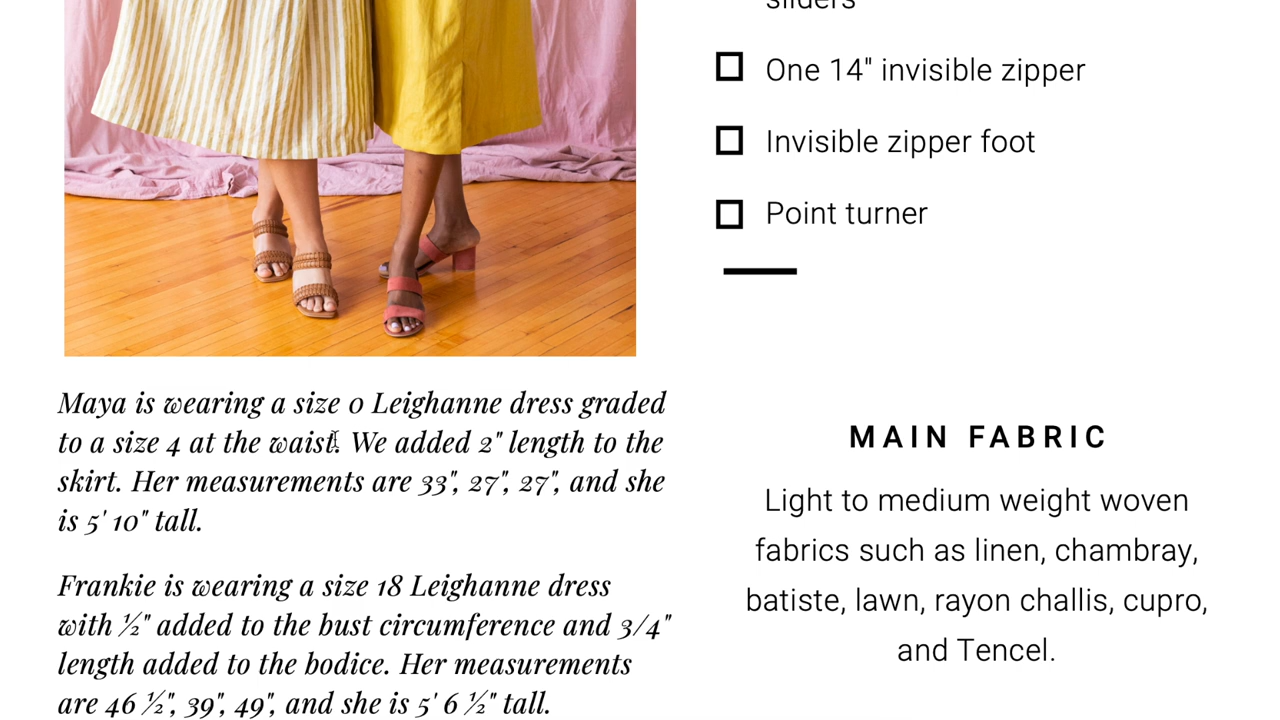 Maya is wearing a size 0 Leighanne dress graded
to a size 4 at the waist. We added 2" length to the
skirt. Her measurements are 33", 27", 27", and she
is 5' 10" tall.
Frankie is wearing a size 18 Leighanne dress
with ½" added to the bust circumference and 3/4"
length added to the bodice. Her measurements
are 46 ½", 39", 49", and she is 5' 6 ½" tall.
sliders
One 14" invisible zipper
Invisible zipper foot
Point turner
MAIN FABRIC
Light to medium weight woven
fabrics such as linen, chambray,
batiste, lawn, rayon challis, cupro,
and Tencel.